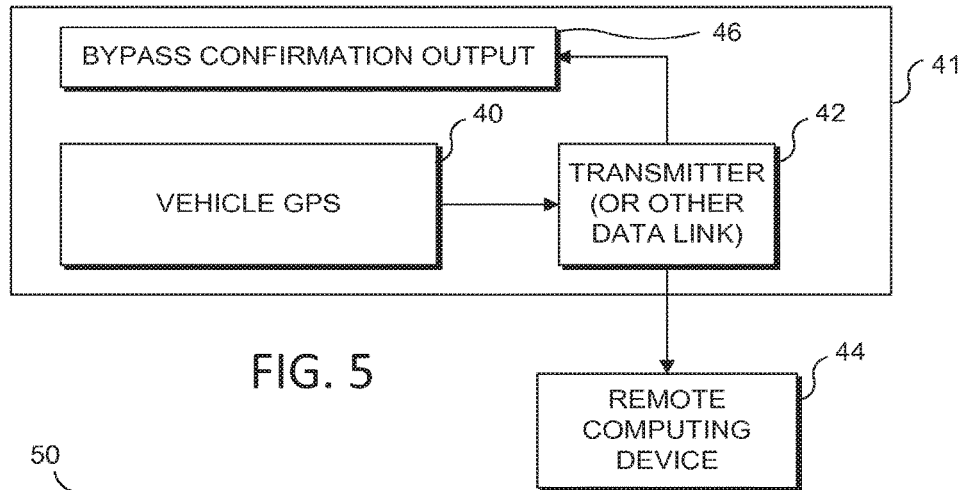 BYPASS CONFIRMATION OUTPUT
46
41
40
42
VEHICLE GPS
TRANSMITTER
(OR OTHER
DATA LINK)
FIG. 5
44
REMOTE
COMPUTING
DEVICE
50